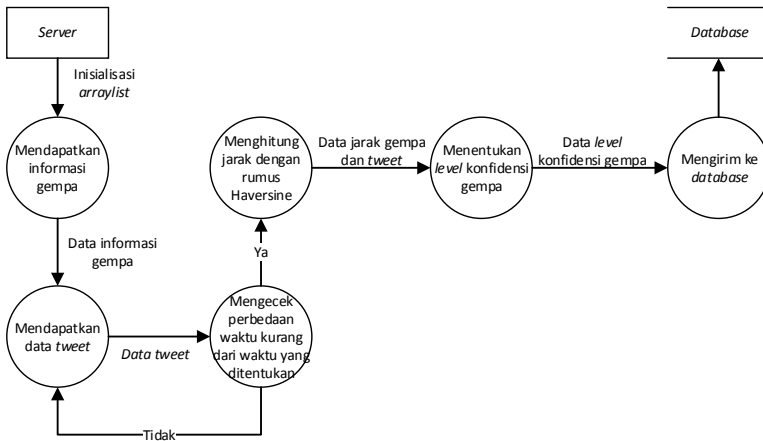 Server
Inisialisasi
arraylist
Mendapatkan
informasi
gempa
Data informasi
gempa
Mendapatkan
data tweet
Data tweet
Mengecek
perbedaan
waktu kurang
dari waktu yang
ditentukan
Tidak
Ya
Menghitung
jarak dengan
rumus
Haversine
Data jarak gempa
dan tweet
Menentukan
level konfidensi
gempa
Data level
konfidensi gempa
Mengirim ke
database
Database